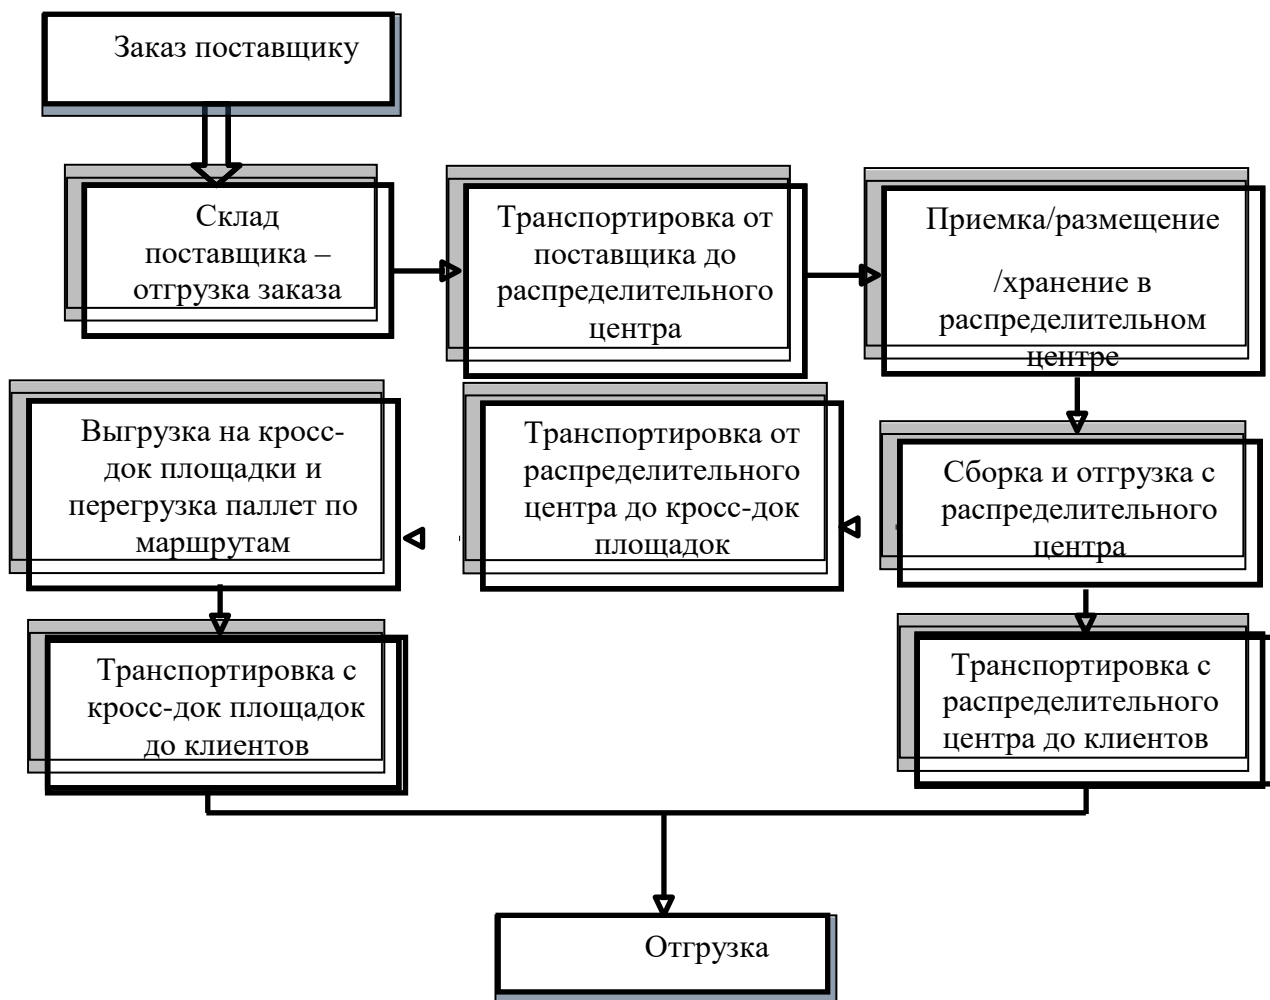 Заказ поставщику
Склад
поставщика –
отгрузка заказа
Транспортировка от
поставщика до
распределительного
центра
Приемка/размещение
/хранение в
распределительном
центре
Выгрузка на кросс-
док площадки и
перегрузка паллет по
маршрутам
Транспортировка от
распределительного
центра до кросс-док
площадок
Сборка и отгрузка с
распределительного
центра
Транспортировка с
кросс-док площадок
до клиентов
Транспортировка с
распределительного
центра до клиентов
Отгрузка